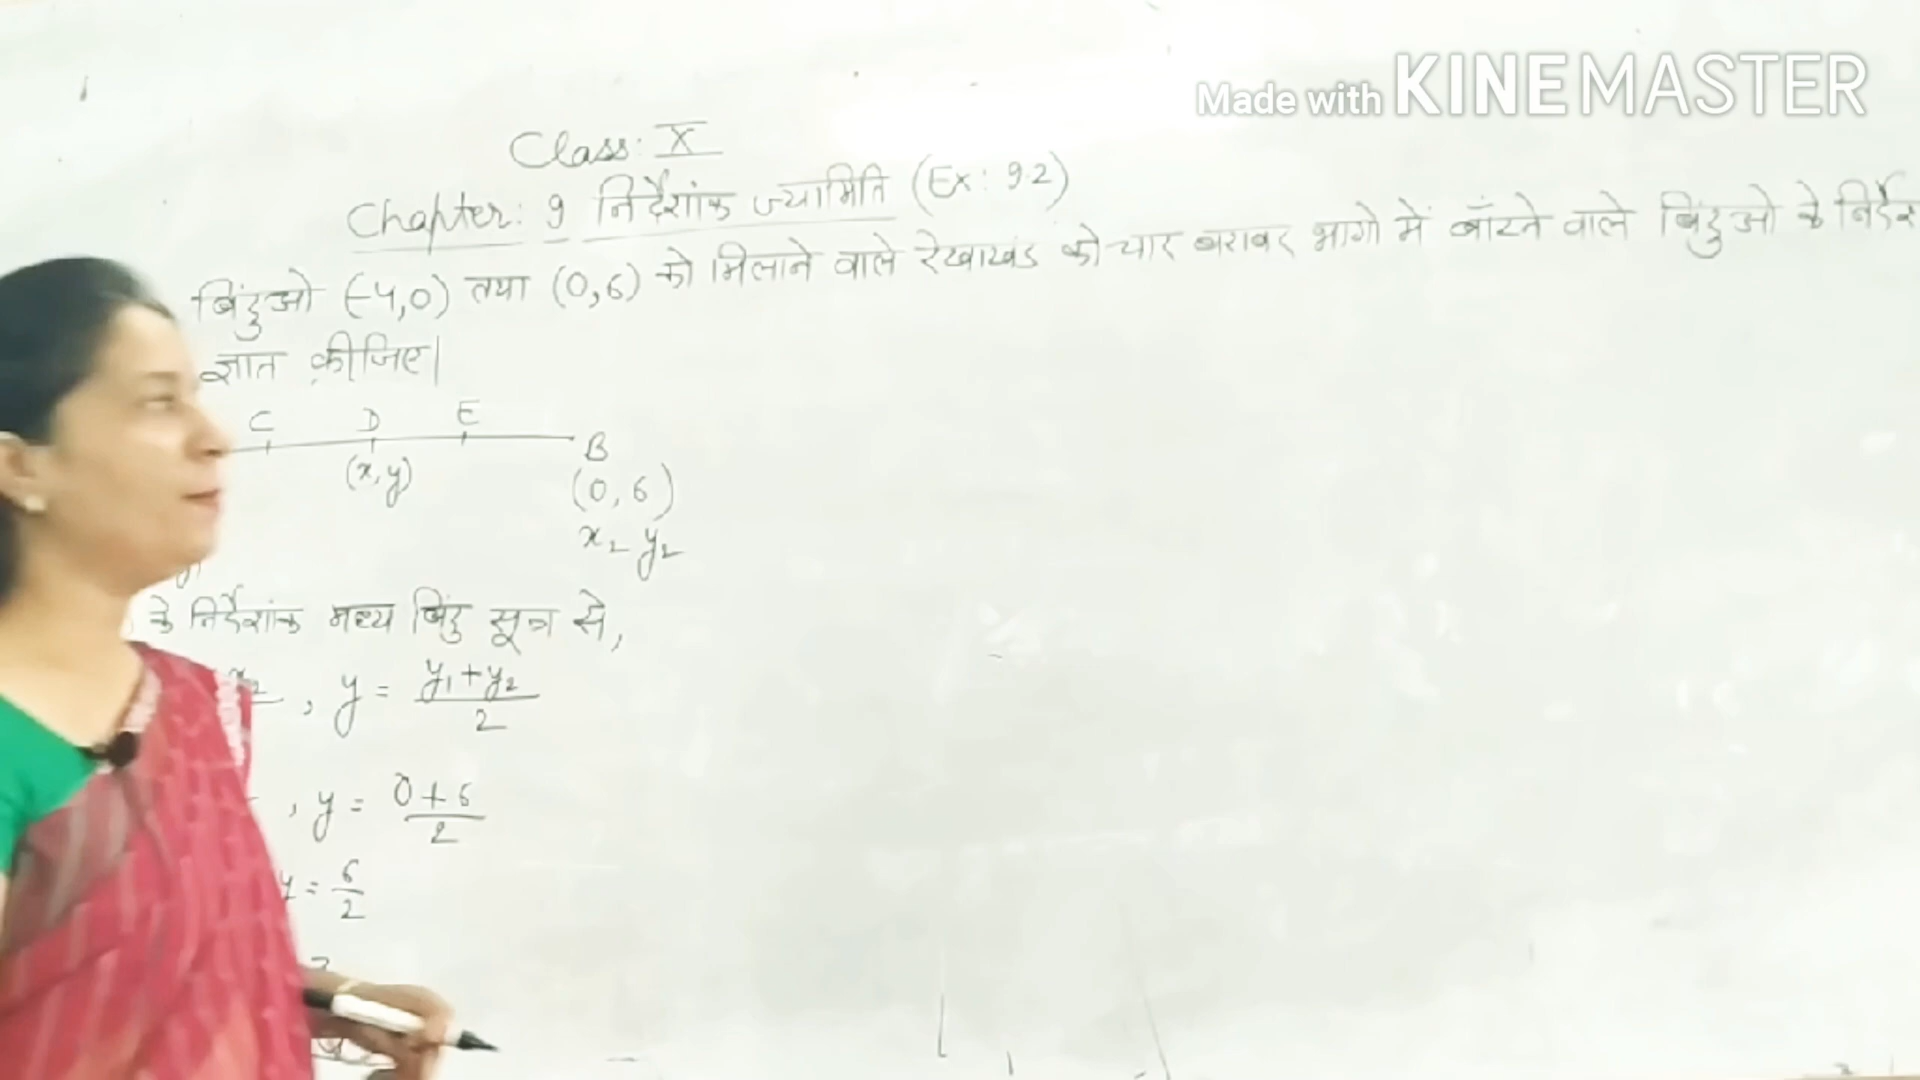 Made with KINEMASTER
Class: X
Chapter: 9 निर्देशांक ज्यामिति (Ex: 9.2)
बिंदुओ (-4,0) तथा (0,6) को मिलाने वाले रेखाखंड को चार बराबर भागो में बाँटने वाले बिंदुओ के
ज्ञात कीजिए।
C D E
B
(x,y)
(0,6)
x₂ y₂
के निर्देशांक मध्य बिंदु सूत्र से,
, y = y₁+y₂/2
, y = 0+6/2
y = 6/2